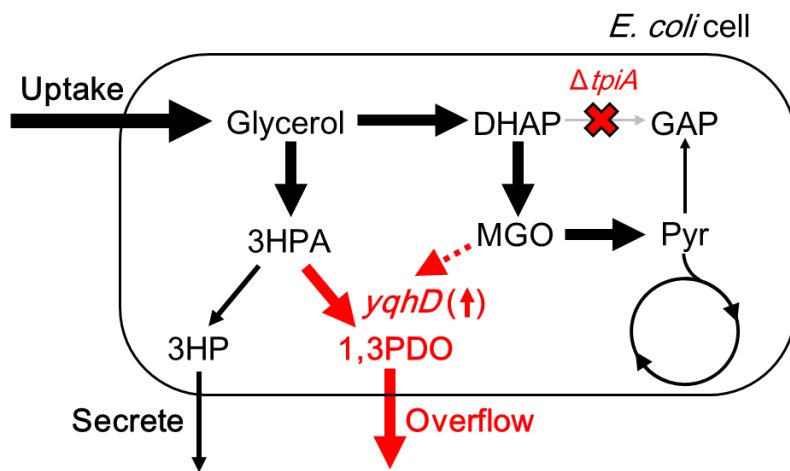 E. coli cell
Uptake
ΔtpiA
Glycerol
DHAP
GAP
3HPA
MGO
Pyr
yqhD(↑)
3HP
1,3PDO
Secrete
Overflow